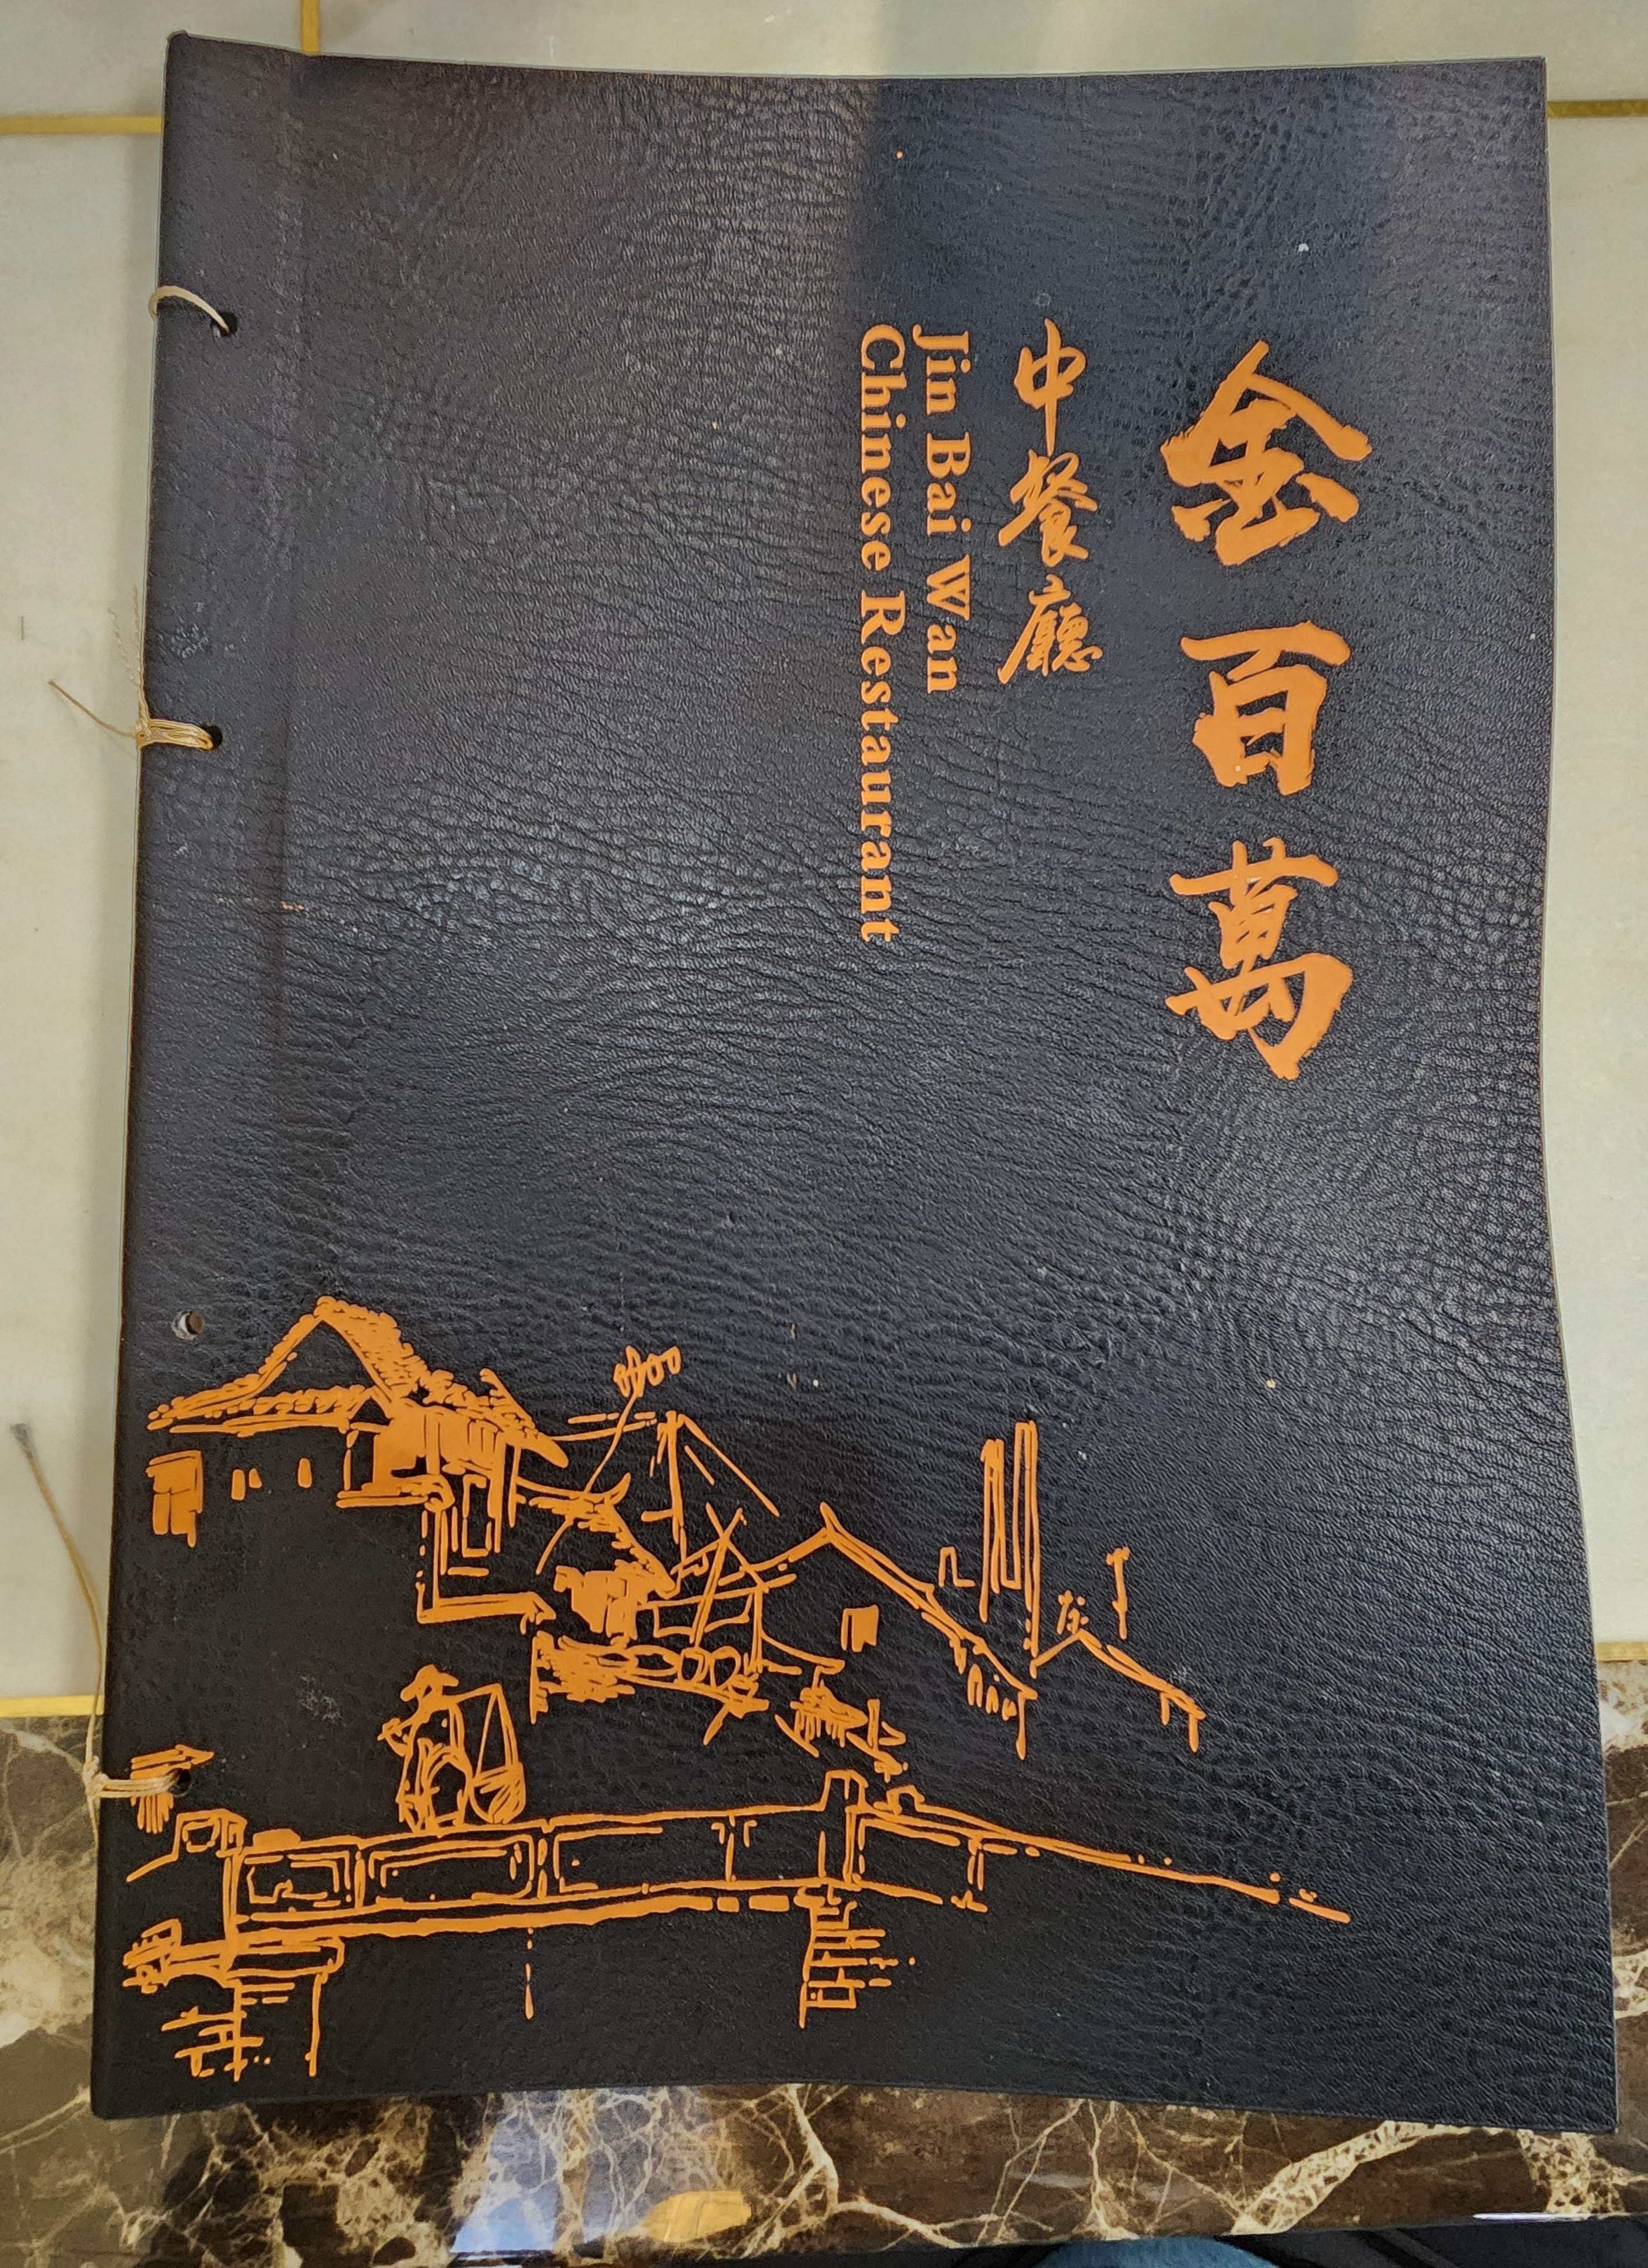 金百萬
中餐廳
Jin Bai Wan
Chinese Restaurant